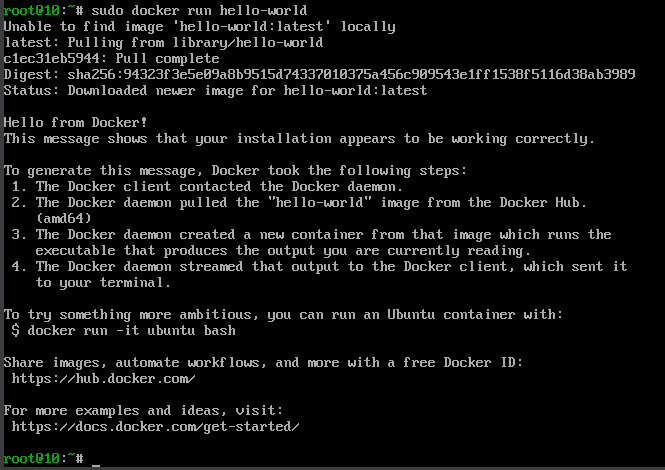 root@10:~# sudo docker run hello-world
Unable to find image 'hello-world:latest' locally
latest: Pulling from library/hello-world
c1ec31eb5944: Pull complete
Digest: sha256:94323f3e5e09a8b9515d74337010375a456c909543e1ff1538f5116d38ab3989
Status: Downloaded newer image for hello-world:latest

Hello from Docker!
This message shows that your installation appears to be working correctly.

To generate this message, Docker took the following steps:
 1. The Docker client contacted the Docker daemon.
 2. The Docker daemon pulled the "hello-world" image from the Docker Hub.
    (amd64)
 3. The Docker daemon created a new container from that image which runs the
    executable that produces the output you are currently reading.
 4. The Docker daemon streamed that output to the Docker client, which sent it
    to your terminal.

To try something more ambitious, you can run an Ubuntu container with:
 $ docker run -it ubuntu bash

Share images, automate workflows, and more with a free Docker ID:
 https://hub.docker.com/

For more examples and ideas, visit:
 https://docs.docker.com/get-started/

root@10:~# _